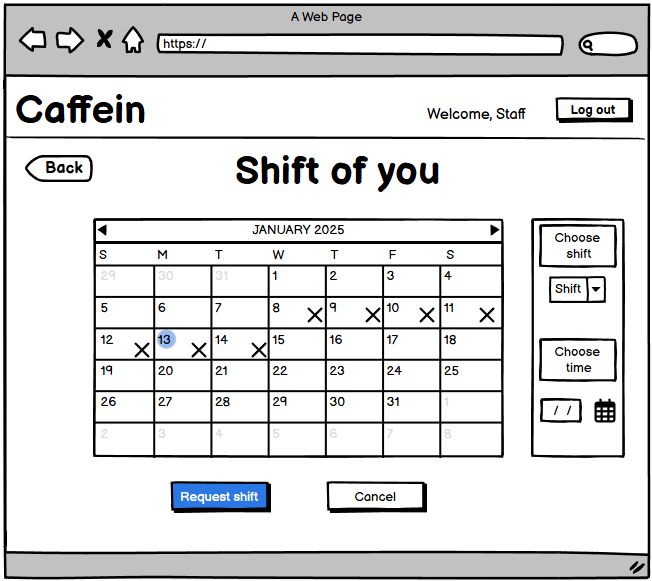 A Web Page
https://
Caffein
Welcome, Staff
Log out
Back
Shift of you
JANUARY 2025
S M T W T F S
29 30 31 1 2 3 4
5 6 7 8 9 10 11
12 13 14 15 16 17 18
19 20 21 22 23 24 25
26 27 28 29 30 31 1
2 3 4 5 6 7 8
Choose
shift
Shift
Choose
time
/ /
Request shift
Cancel